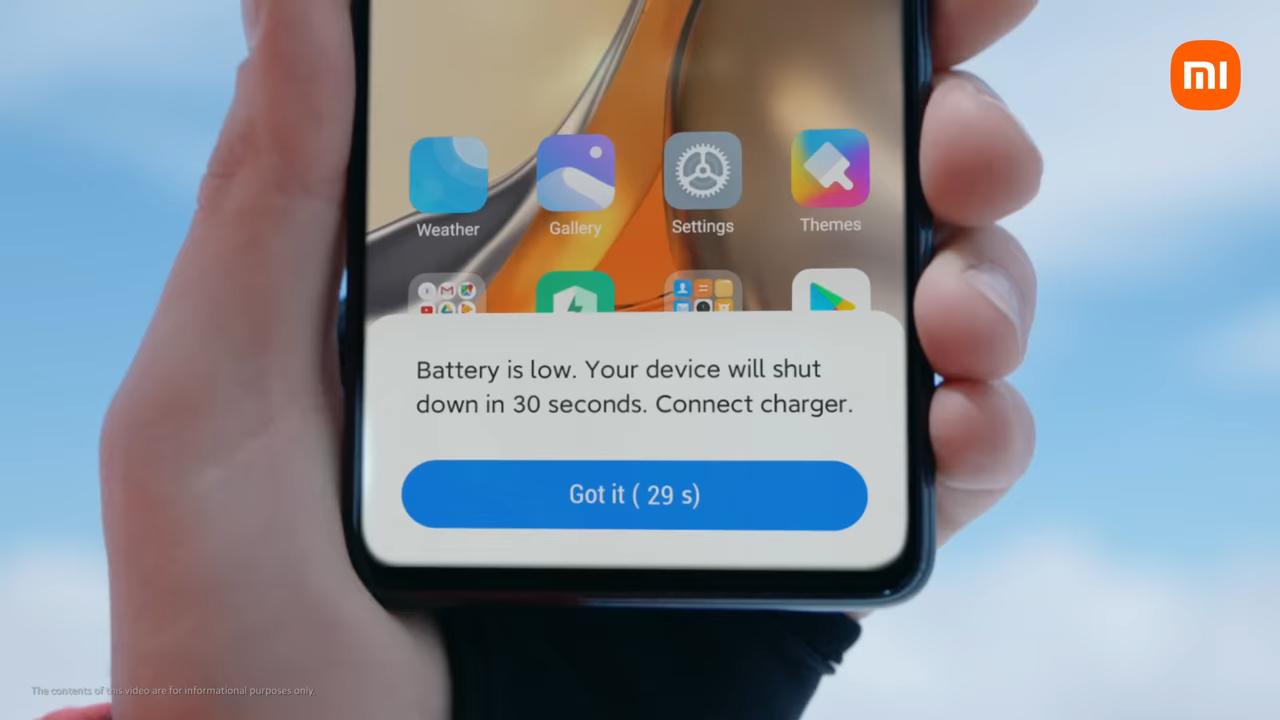 mi
Weather Gallery Settings Themes
Battery is low. Your device will shut
down in 30 seconds. Connect charger.
Got it ( 29 s)
The contents of this video are for informational purposes only.